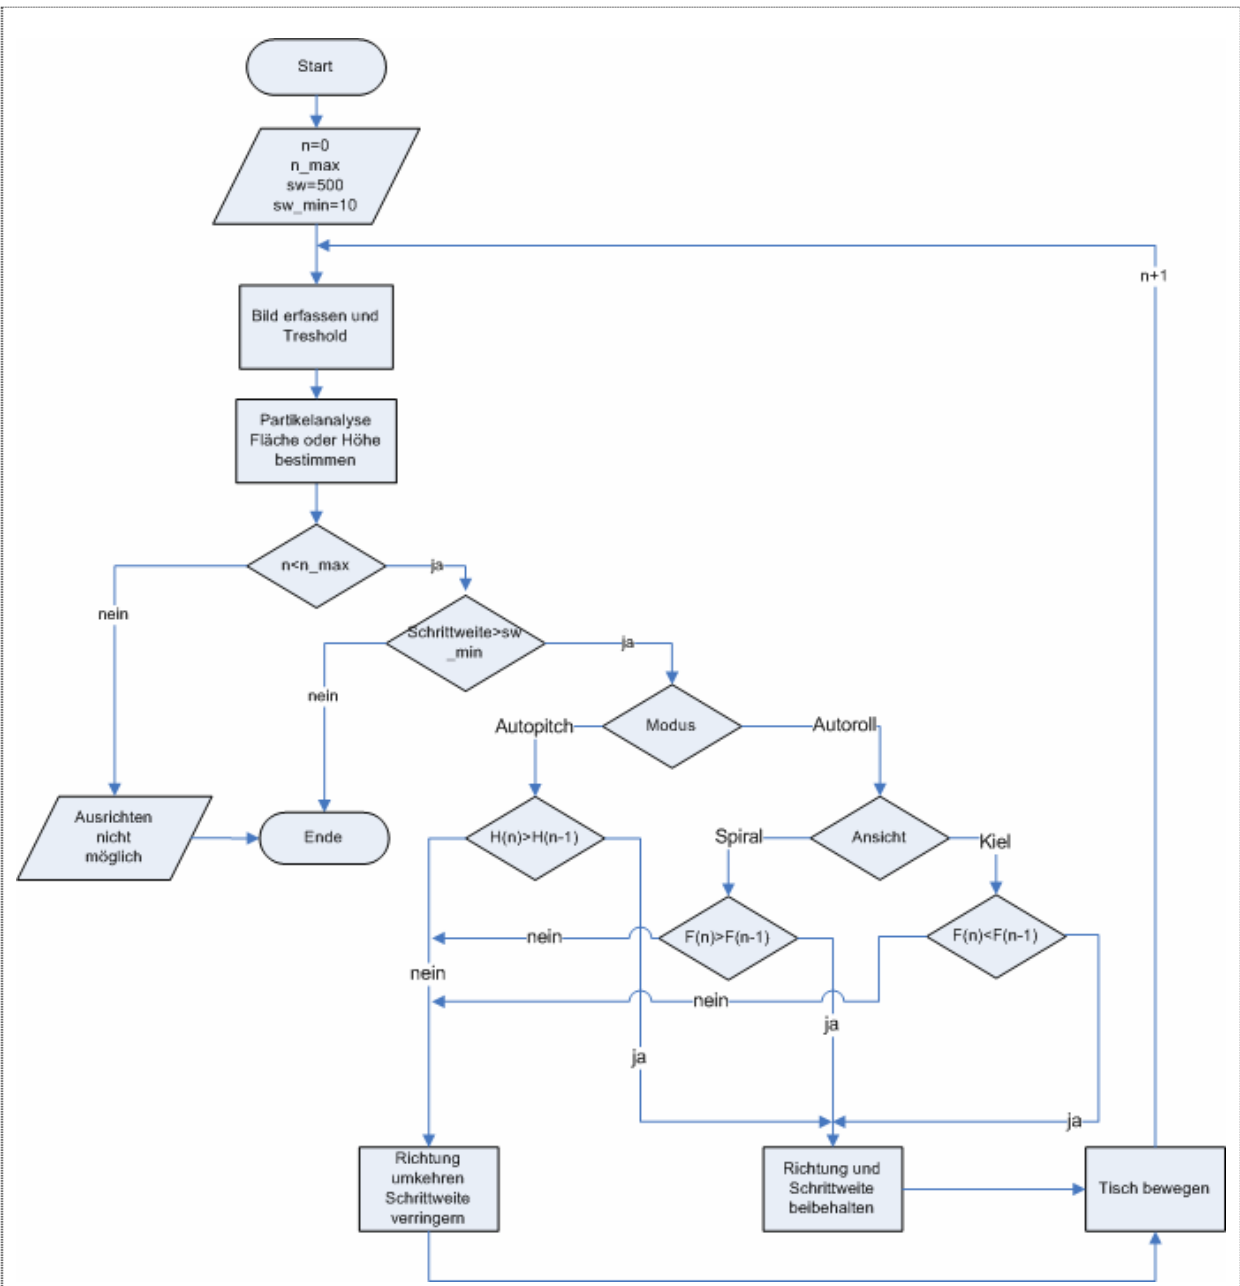 Start
n=0
n_max
sw=500
sw_min=10
n+1
Bild erfassen und
Treshold
Partikelanalyse
Fläche oder Höhe
bestimmen
n<n_max
ja
nein
Schrittweite>sw
_min
ja
nein
Modus
Autopitch
Autoroll
Ausrichten
nicht
möglich
Ende
H(n)>H(n-1)
Spiral
Ansicht
Kiel
nein
F(n)>F(n-1)
F(n)<F(n-1)
nein
nein
ja
ja
ja
Richtung
umkehren
Schrittweite
verringern
Richtung und
Schrittweite
beibehalten
Tisch bewegen